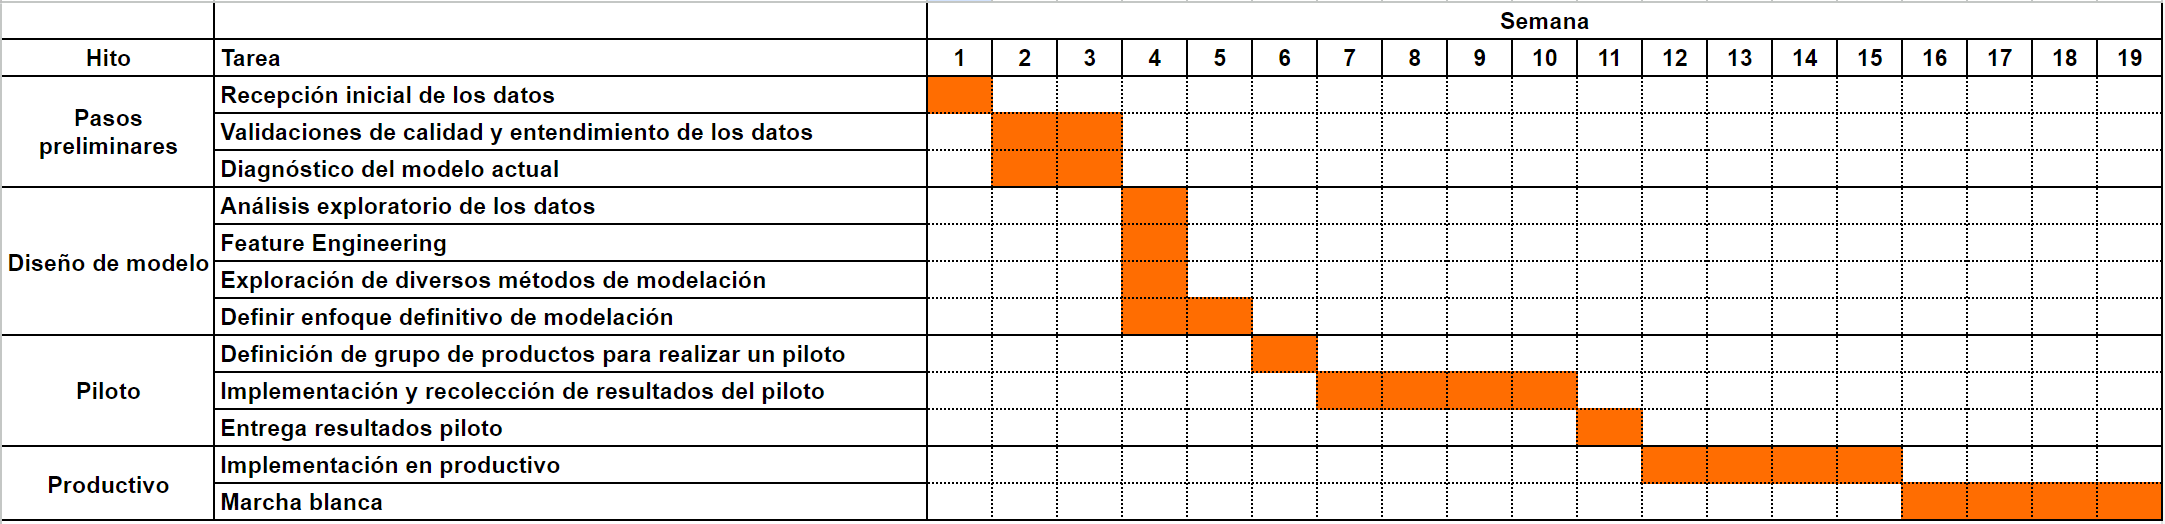 Semana
Hito Tarea 1 2 3 4 5 6 7 8 9 10 11 12 13 14 15 16 17 18 19
Pasos
preliminares
Recepción inicial de los datos
Validaciones de calidad y entendimiento de los datos
Diagnóstico del modelo actual
Diseño de modelo
Análisis exploratorio de los datos
Feature Engineering
Exploración de diversos métodos de modelación
Definir enfoque definitivo de modelación
Piloto
Definición de grupo de productos para realizar un piloto
Implementación y recolección de resultados del piloto
Entrega resultados piloto
Productivo
Implementación en productivo
Marcha blanca